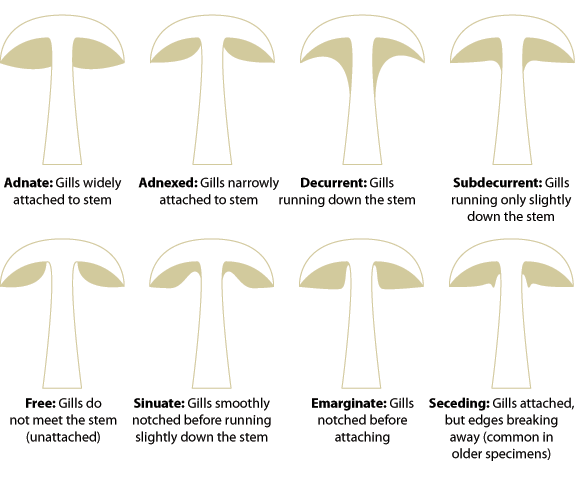 Adnate: Gills widely
attached to stem
Adnexed: Gills narrowly
attached to stem
Decurrent: Gills
running down the stem
Subdecurrent: Gills
running only slightly
down the stem
Free: Gills do
not meet the stem
(unattached)
Sinuate: Gills smoothly
notched before running
slightly down the stem
Emarginate: Gills
notched before
attaching
Seceding: Gills attached,
but edges breaking
away (common in
older specimens)